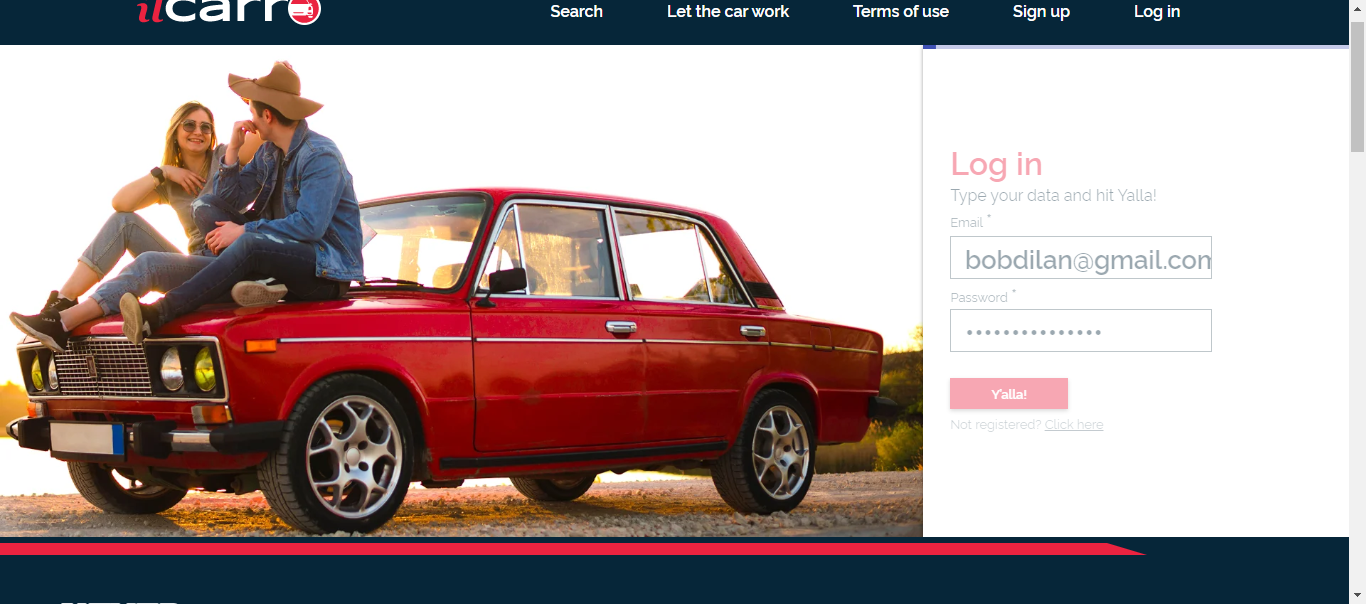 ilcarro
Search
Let the car work
Terms of use
Sign up
Log in
Log in
Type your data and hit Yalla!
Email *
bobdilan@gmail.com
Password *
•••••••••••••••
Y'alla!
Not registered? Click here